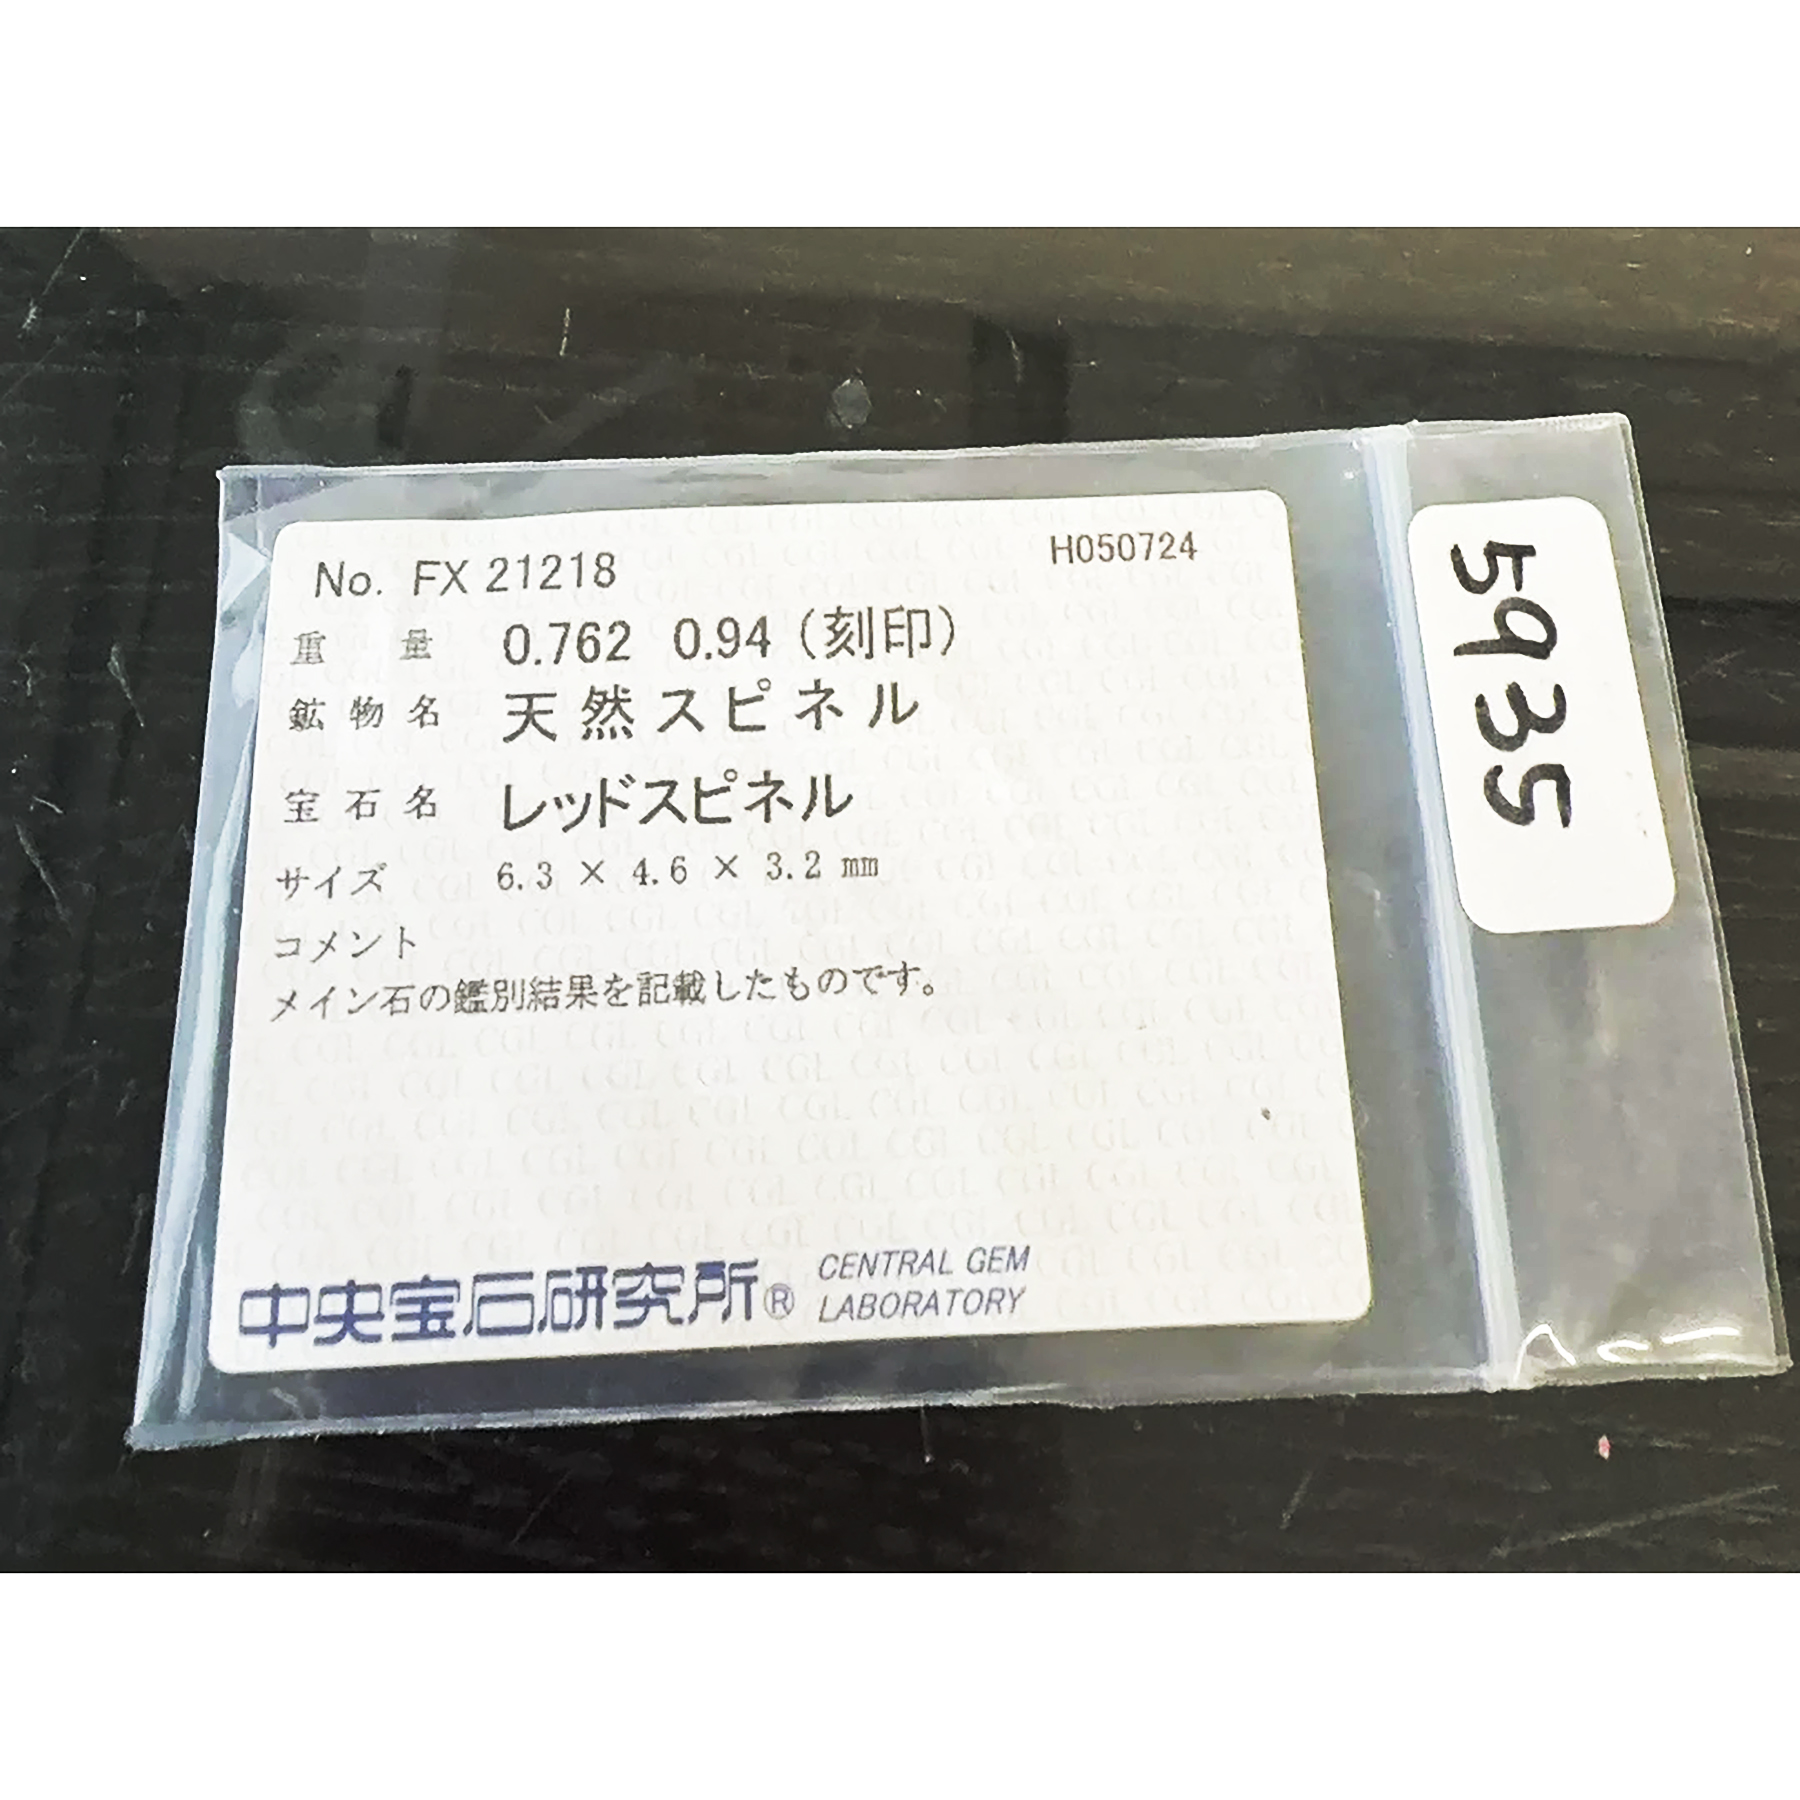 No. FX 21218
H050724
重量 0.762 0.94 (刻印)
鉱物名 天然スピネル
宝石名 レッドスピネル
サイズ 6.3 × 4.6 × 3.2 mm
コメント
メイン石の鑑別結果を記載したものです。
中央宝石研究所® CENTRAL GEM
LABORATORY
5935